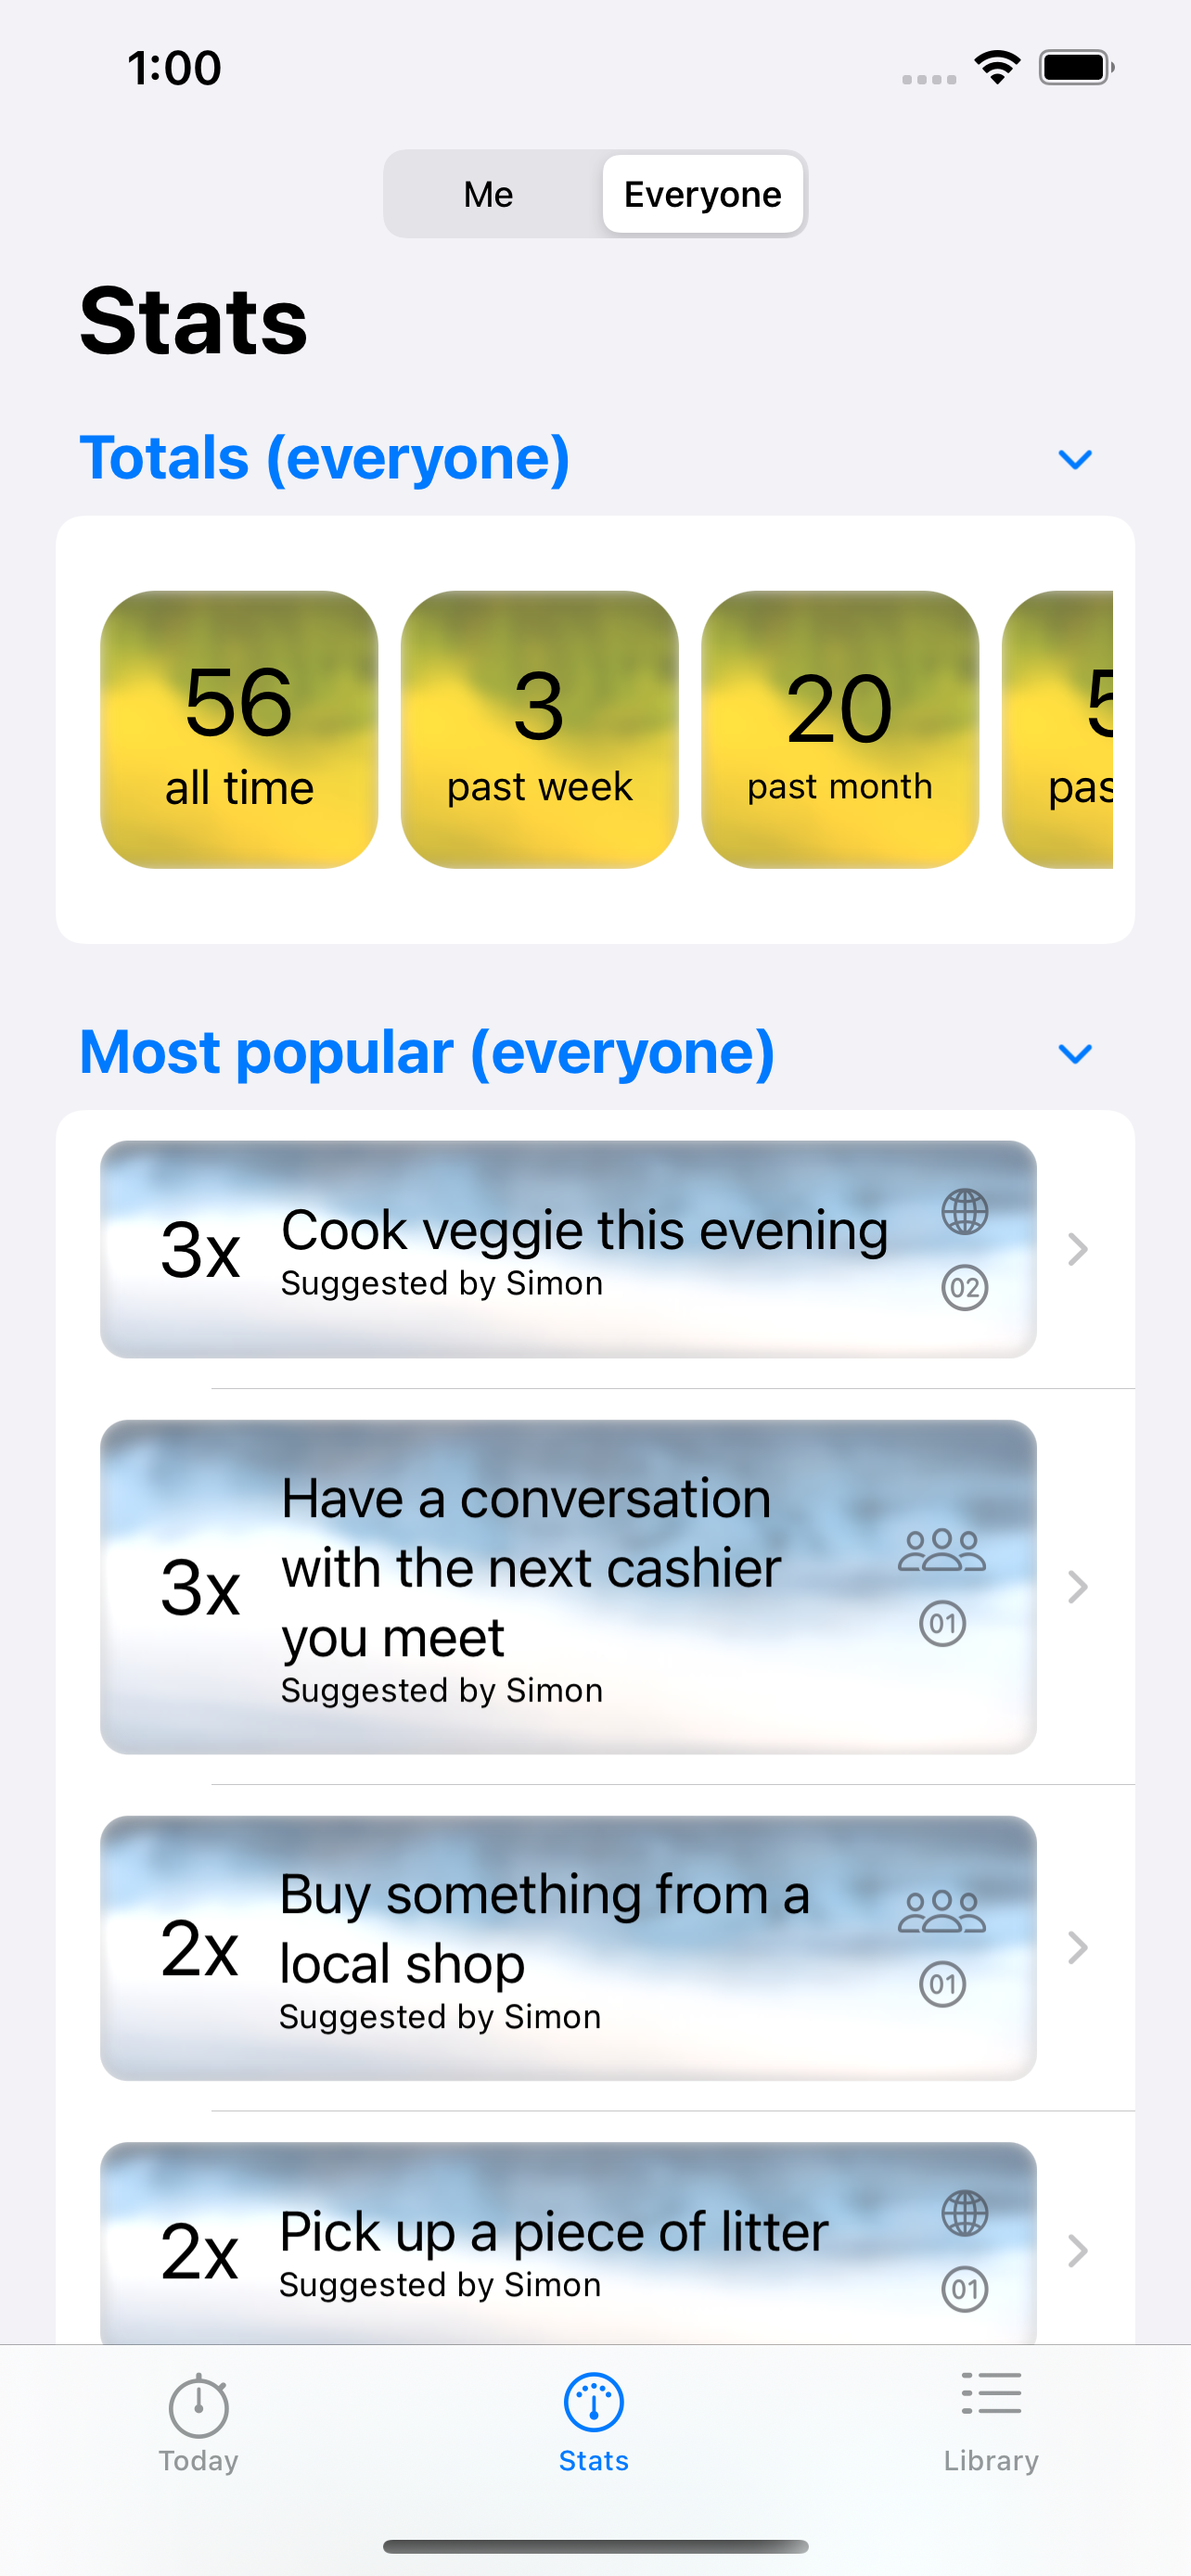 1:00
Me
Everyone
Stats
Totals (everyone)
56
all time
3
past week
20
past month
Most popular (everyone)
3x
Cook veggie this evening
Suggested by Simon
02
3x
Have a conversation
with the next cashier
you meet
Suggested by Simon
01
2x
Buy something from a
local shop
Suggested by Simon
01
2x
Pick up a piece of litter
Suggested by Simon
01
Today
Stats
Library